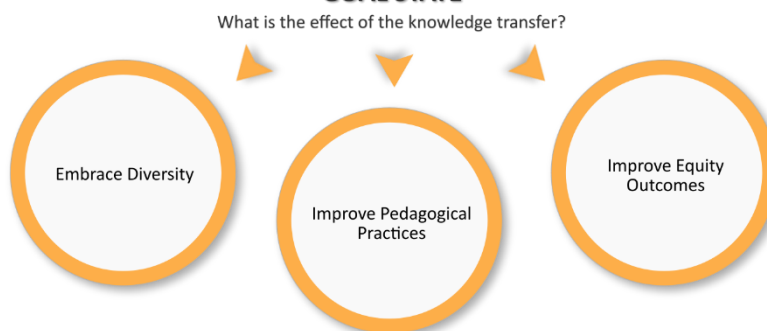 What is the effect of the knowledge transfer?
Embrace Diversity
Improve Pedagogical
Practices
Improve Equity
Outcomes